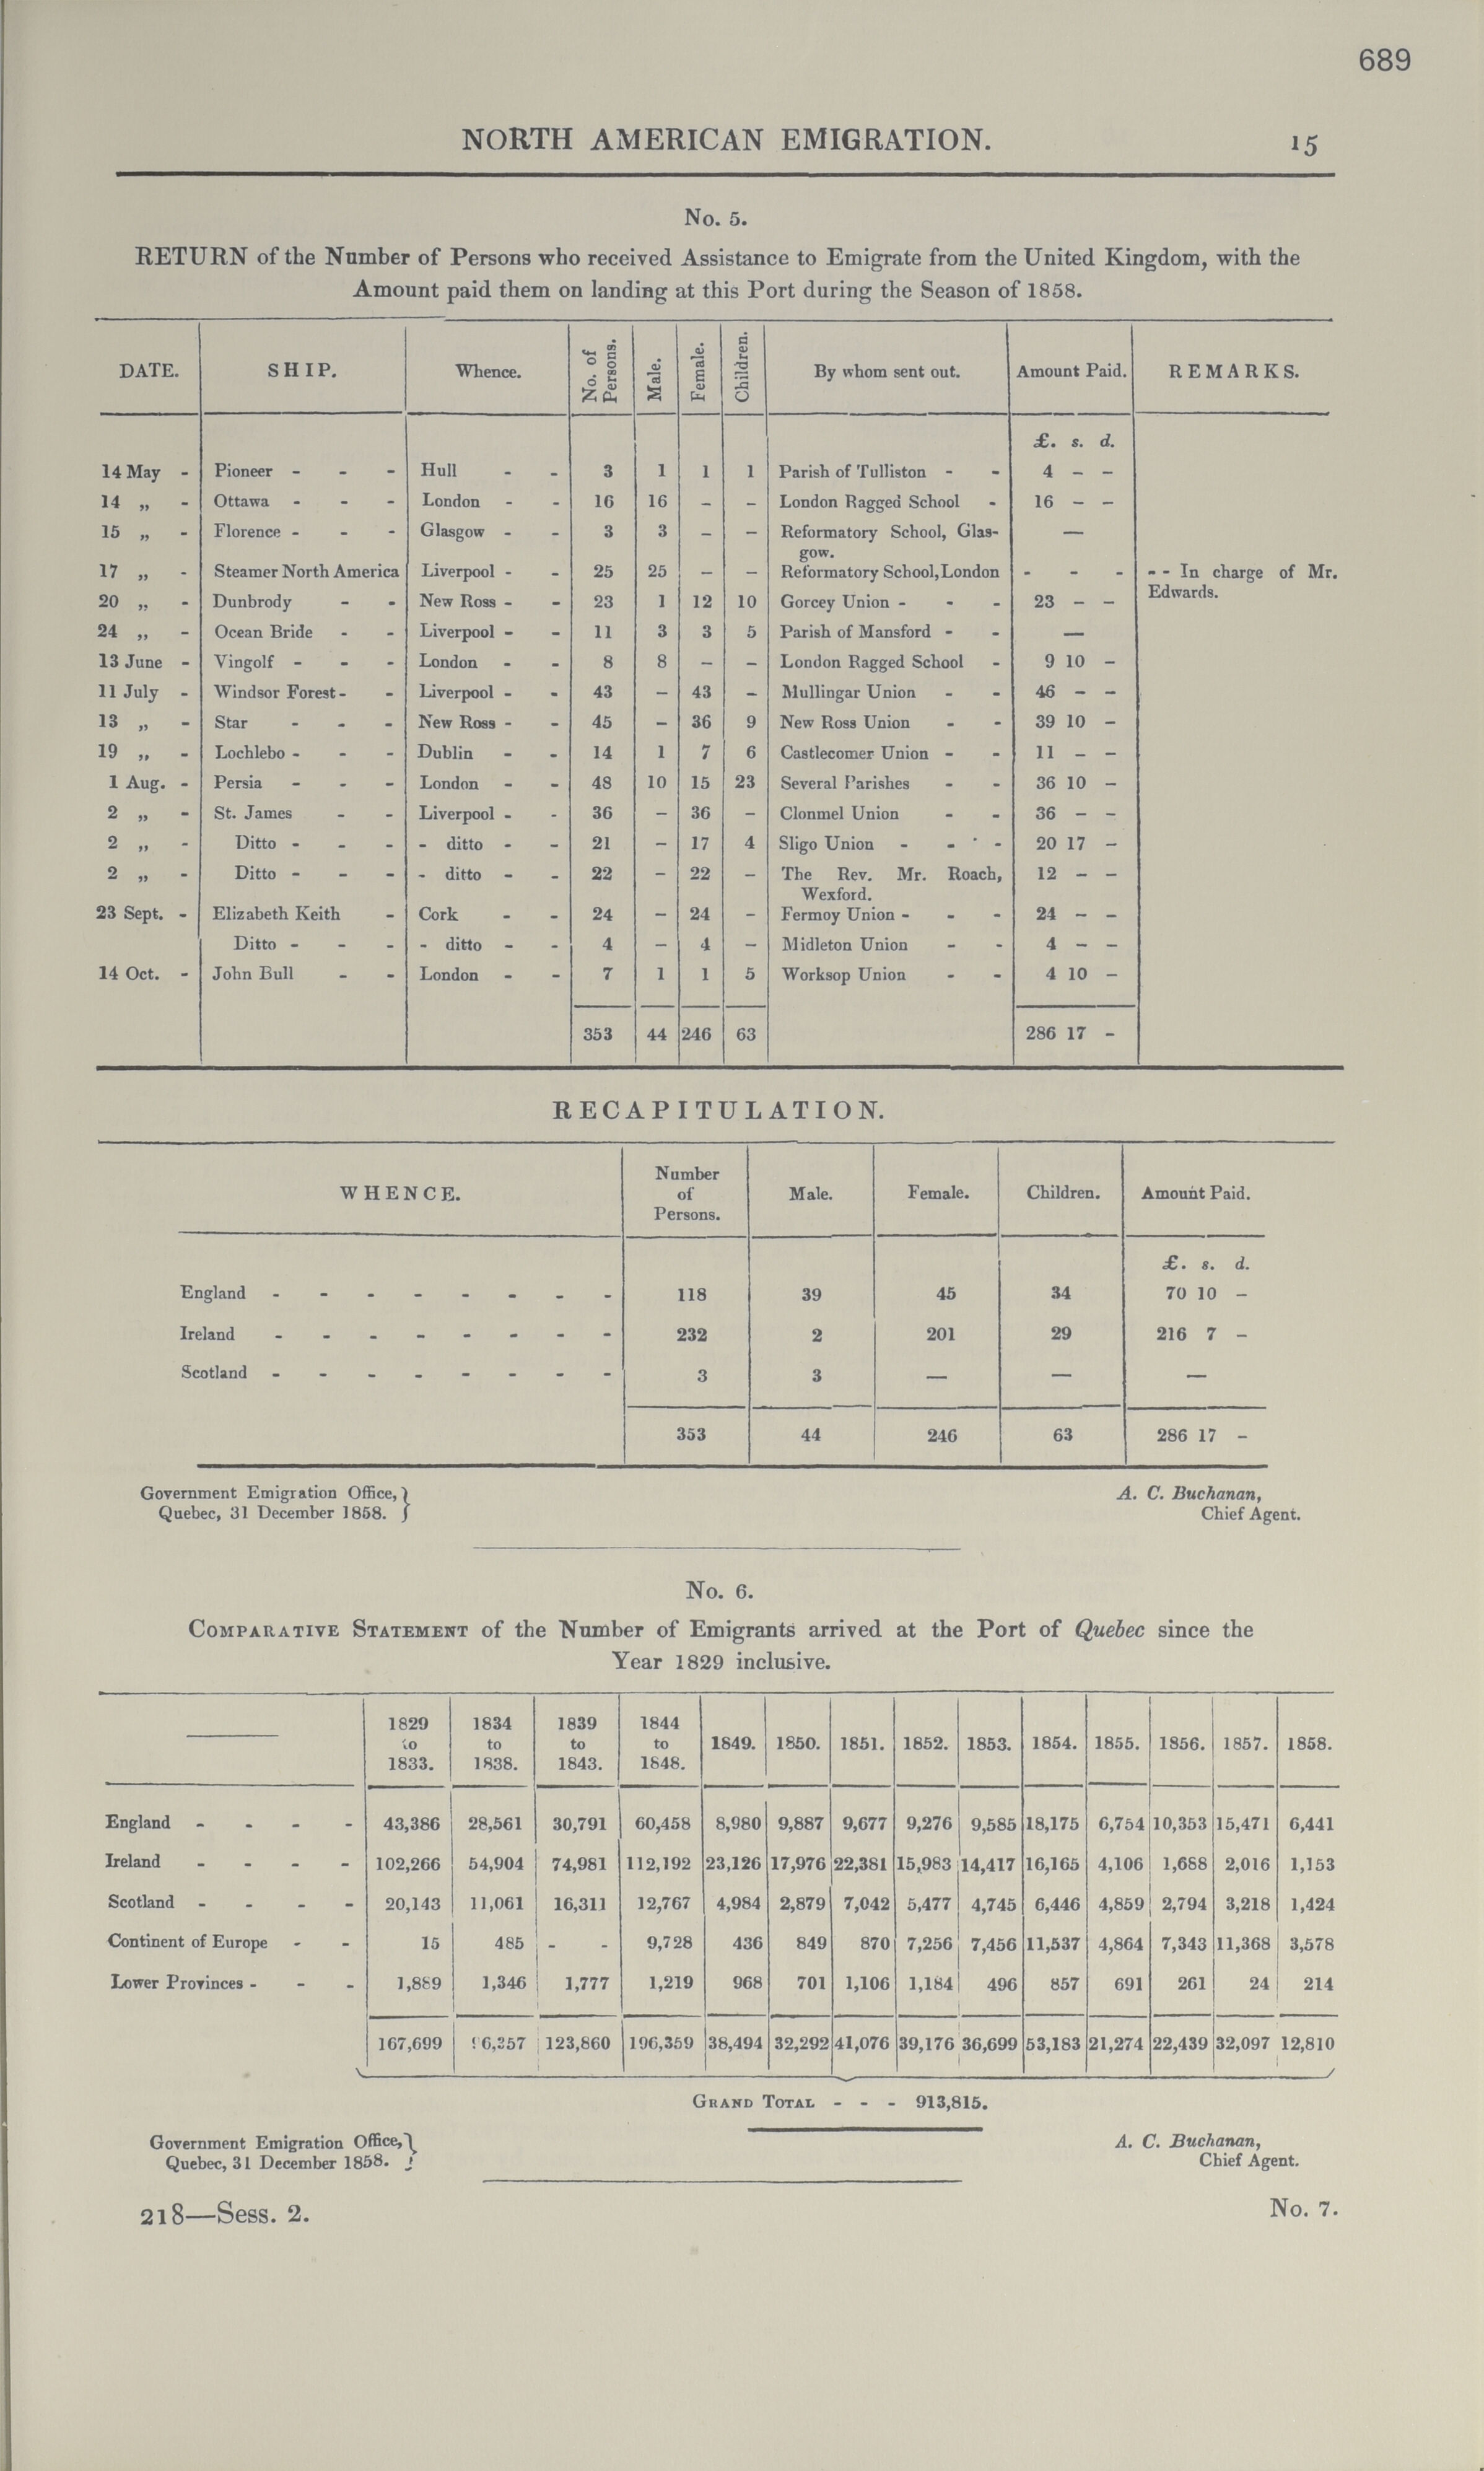 689
NORTH AMERICAN EMIGRATION. 15
No. 5.
RETURN of the Number of Persons who received Assistance to Emigrate from the United Kingdom, with the
Amount paid them on landing at this Port during the Season of 1858.
DATE. SHIP. Whence. No. of Persons. Male. Female. Children. By whom sent out. Amount Paid. REMARKS.
£. s. d.
14 May - Pioneer - - - Hull - - 3 1 1 1 Parish of Tulliston - - 4 - -
14 „ - Ottawa - - - London - - 16 16 - - London Ragged School - 16 - -
15 „ - Florence - - - Glasgow - - 3 3 - - Reformatory School, Glas- —
gow.
17 „ - Steamer North America Liverpool - - 25 25 - - Reformatory School, London - - - - - In charge of Mr.
Edwards.
20 „ - Dunbrody - - New Ross - - 23 1 12 10 Gorcey Union - - - 23 - -
24 „ - Ocean Bride - - Liverpool - - 11 3 3 5 Parish of Mansford - - —
13 June - Vingolf - - - London - - 8 8 - - London Ragged School - 9 10 -
11 July - Windsor Forest - - Liverpool - - 43 - 43 - Mullingar Union - - 46 - -
13 „ - Star - - - New Ross - - 45 - 36 9 New Ross Union - - 39 10 -
19 „ - Lochlebo - - - Dublin - - 14 1 7 6 Castlecomer Union - - 11 - -
1 Aug. - Persia - - - London - - 48 10 15 23 Several Parishes - - 36 10 -
2 „ - St. James - - Liverpool - - 36 - 36 - Clonmel Union - - 36 - -
2 „ - Ditto - - - - ditto - - 21 - 17 4 Sligo Union - - - 20 17 -
2 „ - Ditto - - - - ditto - - 22 - 22 - The Rev. Mr. Roach, 12 - -
Wexford.
23 Sept. - Elizabeth Keith - Cork - - 24 - 24 - Fermoy Union - - - 24 - -
Ditto - - - - ditto - - 4 - 4 - Midleton Union - - 4 - -
14 Oct. - John Bull - - London - - 7 1 1 5 Worksop Union - - 4 10 -
353 44 246 63 286 17 -
RECAPITULATION.
WHENCE. Number of Persons. Male. Female. Children. Amount Paid.
£. s. d.
England - - - - - - - - 118 39 45 34 70 10 -
Ireland - - - - - - - - 232 2 201 29 216 7 -
Scotland - - - - - - - - 3 3 — — —
353 44 246 63 286 17 -
Government Emigration Office, } A. C. Buchanan,
Quebec, 31 December 1858. Chief Agent.
No. 6.
COMPARATIVE STATEMENT of the Number of Emigrants arrived at the Port of Quebec since the
Year 1829 inclusive.
1829 to 1833. 1834 to 1838. 1839 to 1843. 1844 to 1848. 1849. 1850. 1851. 1852. 1853. 1854. 1855. 1856. 1857. 1858.
England - - - - 43,386 28,561 30,791 60,458 8,980 9,887 9,677 9,276 9,585 18,175 6,754 10,353 15,471 6,441
Ireland - - - - 102,266 54,904 74,981 112,192 23,126 17,976 22,381 15,983 14,417 16,165 4,106 1,688 2,016 1,153
Scotland - - - - 20,143 11,061 16,311 12,767 4,984 2,879 7,042 5,477 4,745 6,446 4,859 2,794 3,218 1,424
Continent of Europe - - 15 485 - - 9,728 436 849 870 7,256 7,456 11,537 4,864 7,343 11,368 3,578
Lower Provinces - - - 1,889 1,346 1,777 1,219 968 701 1,106 1,184 496 857 691 261 24 214
167,699 96,357 123,860 196,359 38,494 32,292 41,076 39,176 36,699 53,183 21,274 22,439 32,097 12,810
GRAND TOTAL - - - 913,815.
Government Emigration Office, } A. C. Buchanan,
Quebec, 31 December 1858. Chief Agent.
218—Sess. 2. No. 7.